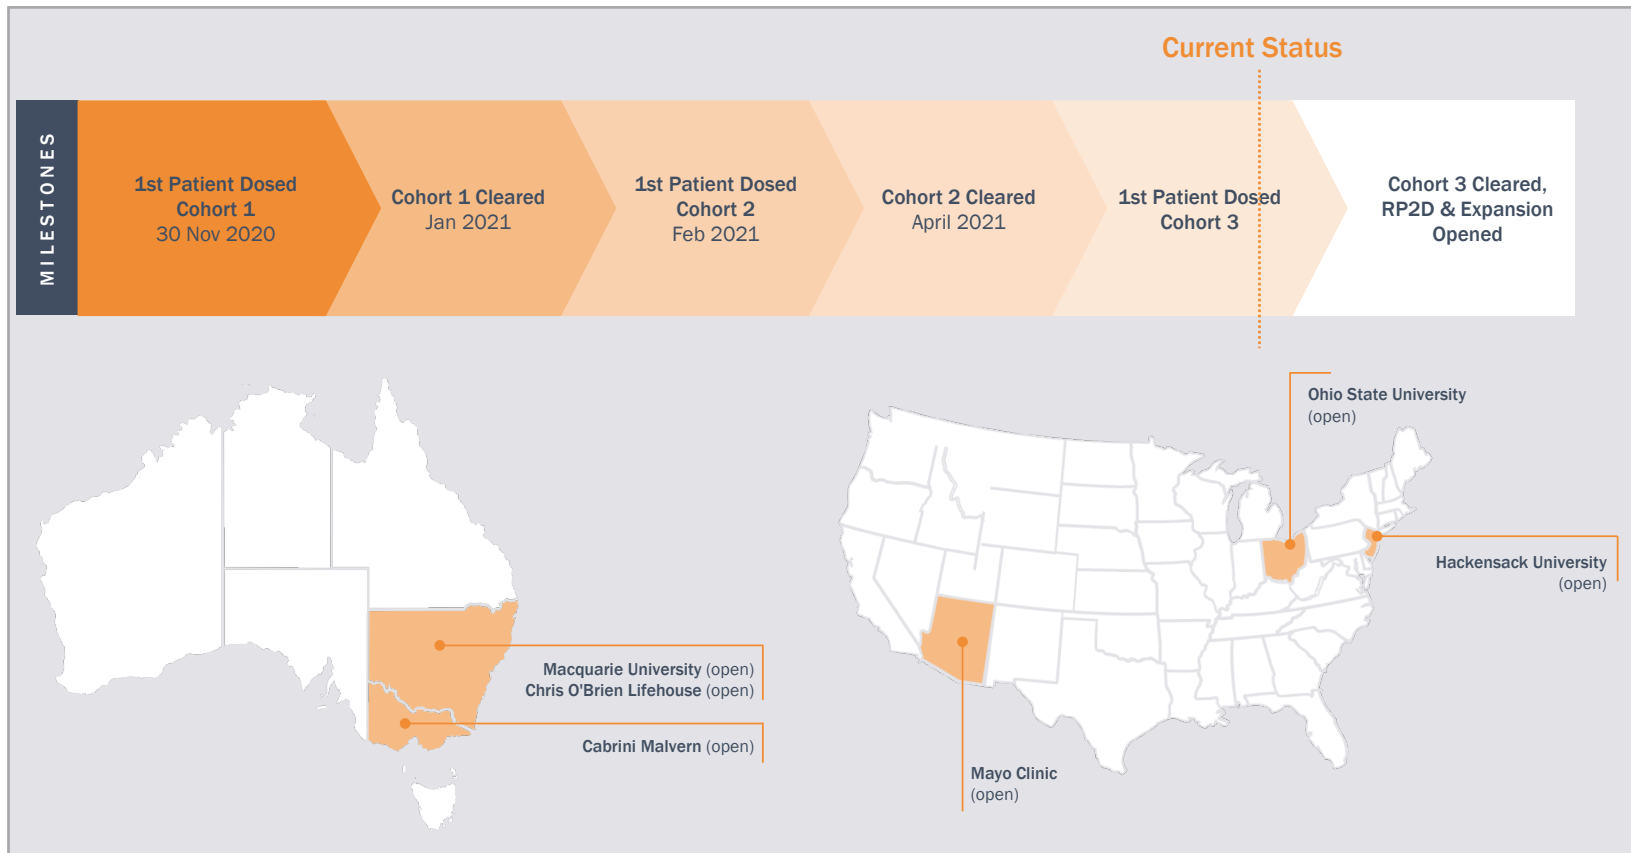 Current Status
MILESTONES
1st Patient Dosed
Cohort 1
30 Nov 2020
Cohort 1 Cleared
Jan 2021
1st Patient Dosed
Cohort 2
Feb 2021
Cohort 2 Cleared
April 2021
1st Patient Dosed
Cohort 3
Cohort 3 Cleared,
RP2D & Expansion
Opened
Macquarie University (open)
Chris O'Brien Lifehouse (open)
Cabrini Malvern (open)
Ohio State University
(open)
Hackensack University
(open)
Mayo Clinic
(open)